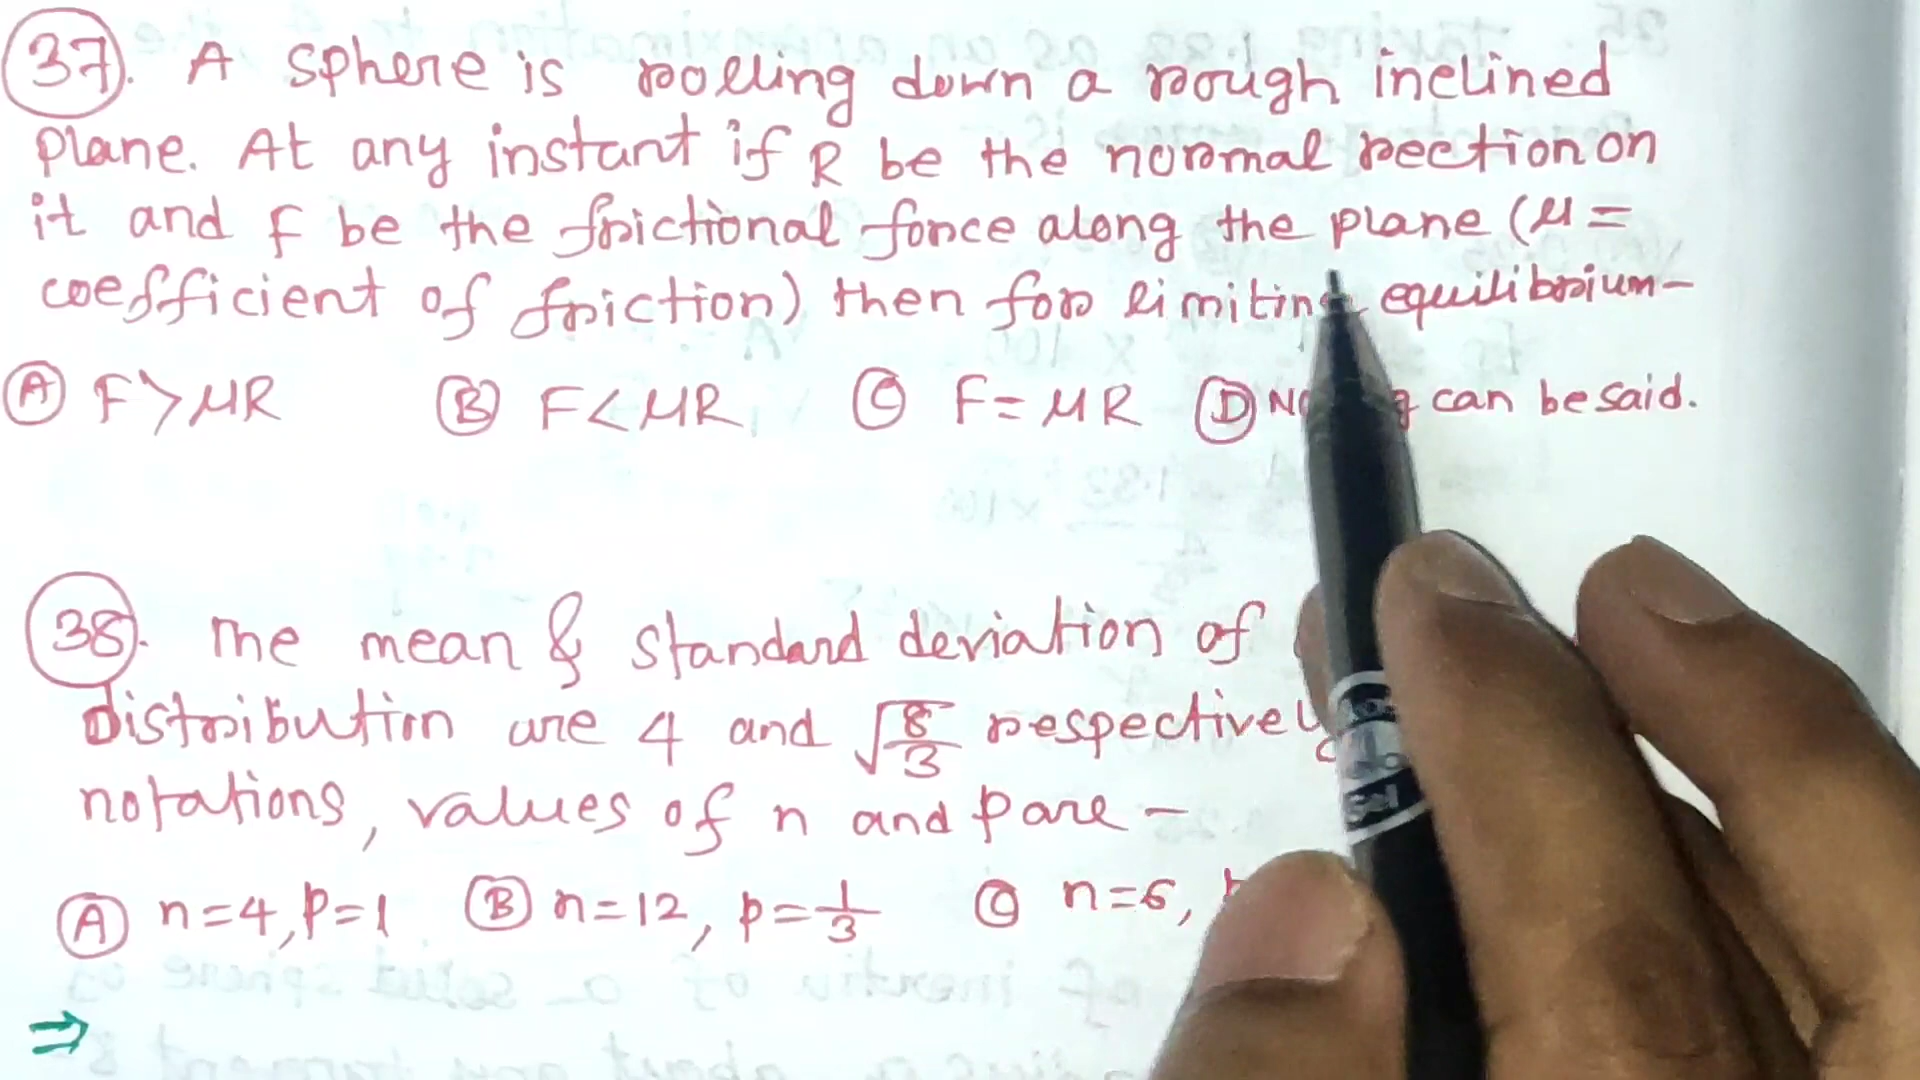 37. A sphere is rolling down a rough inclined
plane. At any instant if R be the normal rection on
it and F be the frictional force along the plane (μ =
coefficient of friction) then for limiting equilibrium-
A F > μR B F < μR C F = μR D can be said.
38. The mean & standard deviation of
Distribution are 4 and √8/3 respectively
notations, values of n and p are -
A n=4, p=1 B n=12, p=1/3 C n=6,
⇒